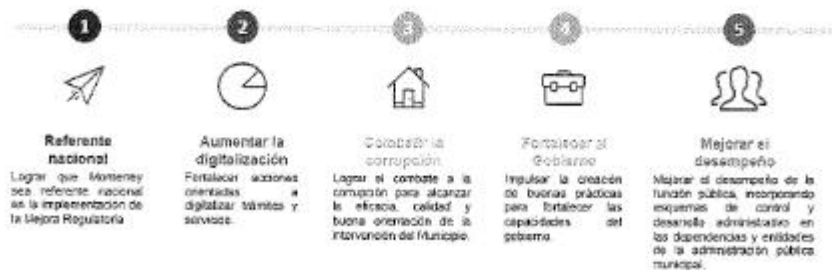 1
Referente
nacional
Lograr que Monterrey
sea referente nacional
en la implementación de
la Mejora Regulatoria
2
Aumentar la
digitalización
Fortalecer acciones
orientadas a
digitalizar trámites y
servicios.
3
Combatir la
corrupción
Lograr el combate a la
corrupción para alcanzar
la eficacia, calidad y
buena orientación de la
intervención del Municipio.
4
Fortalecer el
Gobierno
Impulsar la creación
de buenas prácticas
para fortalecer las
capacidades del
gobierno.
5
Mejorar el
desempeño
Mejorar el desempeño de la
función pública, incorporando
esquemas de control y
desarrollo administrativo en
las dependencias y entidades
de la administración pública
municipal.